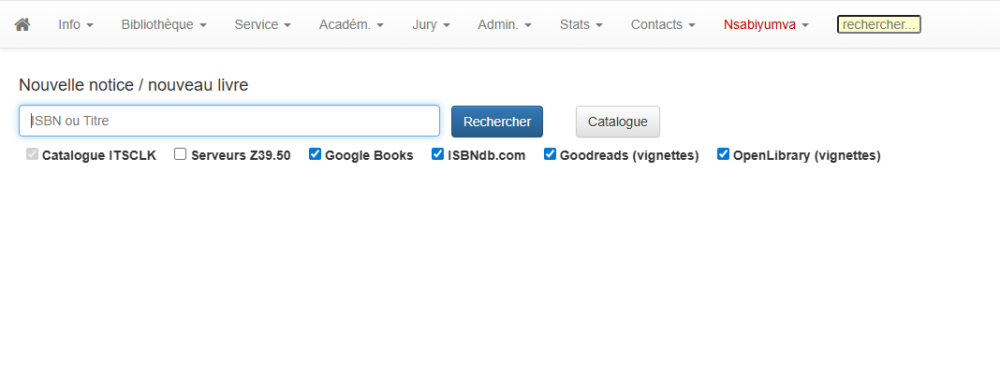 Info Bibliothèque Service Académ. Jury Admin. Stats Contacts Nsabiyumva rechercher...
Nouvelle notice / nouveau livre
ISBN ou Titre Rechercher Catalogue
Catalogue ITSCLK Serveurs Z39.50 Google Books ISBNdb.com Goodreads (vignettes) OpenLibrary (vignettes)